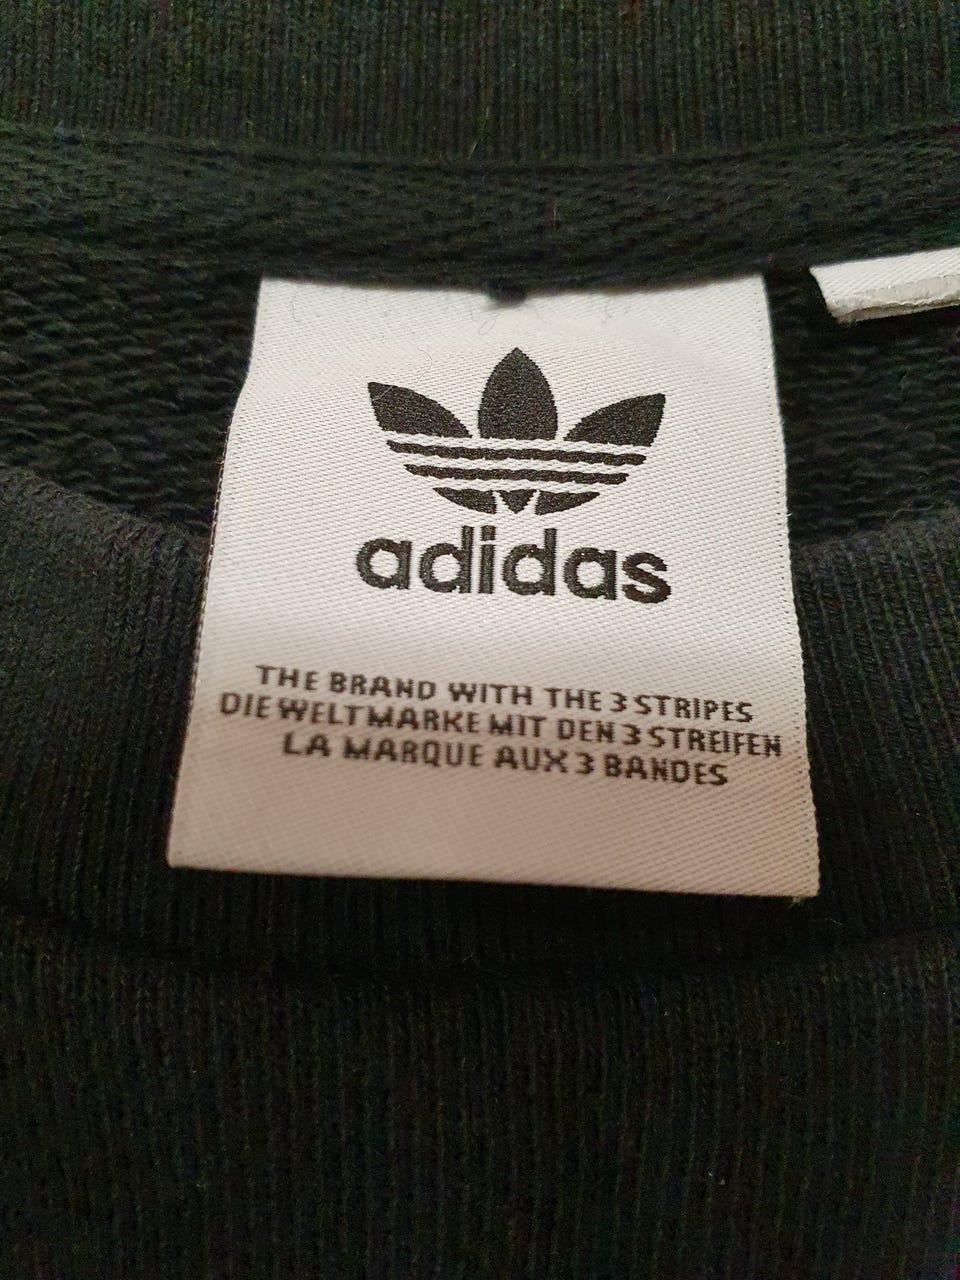 adidas
THE BRAND WITH THE 3 STRIPES
DIE WELTMARKE MIT DEN 3 STREIFEN
LA MARQUE AUX 3 BANDES